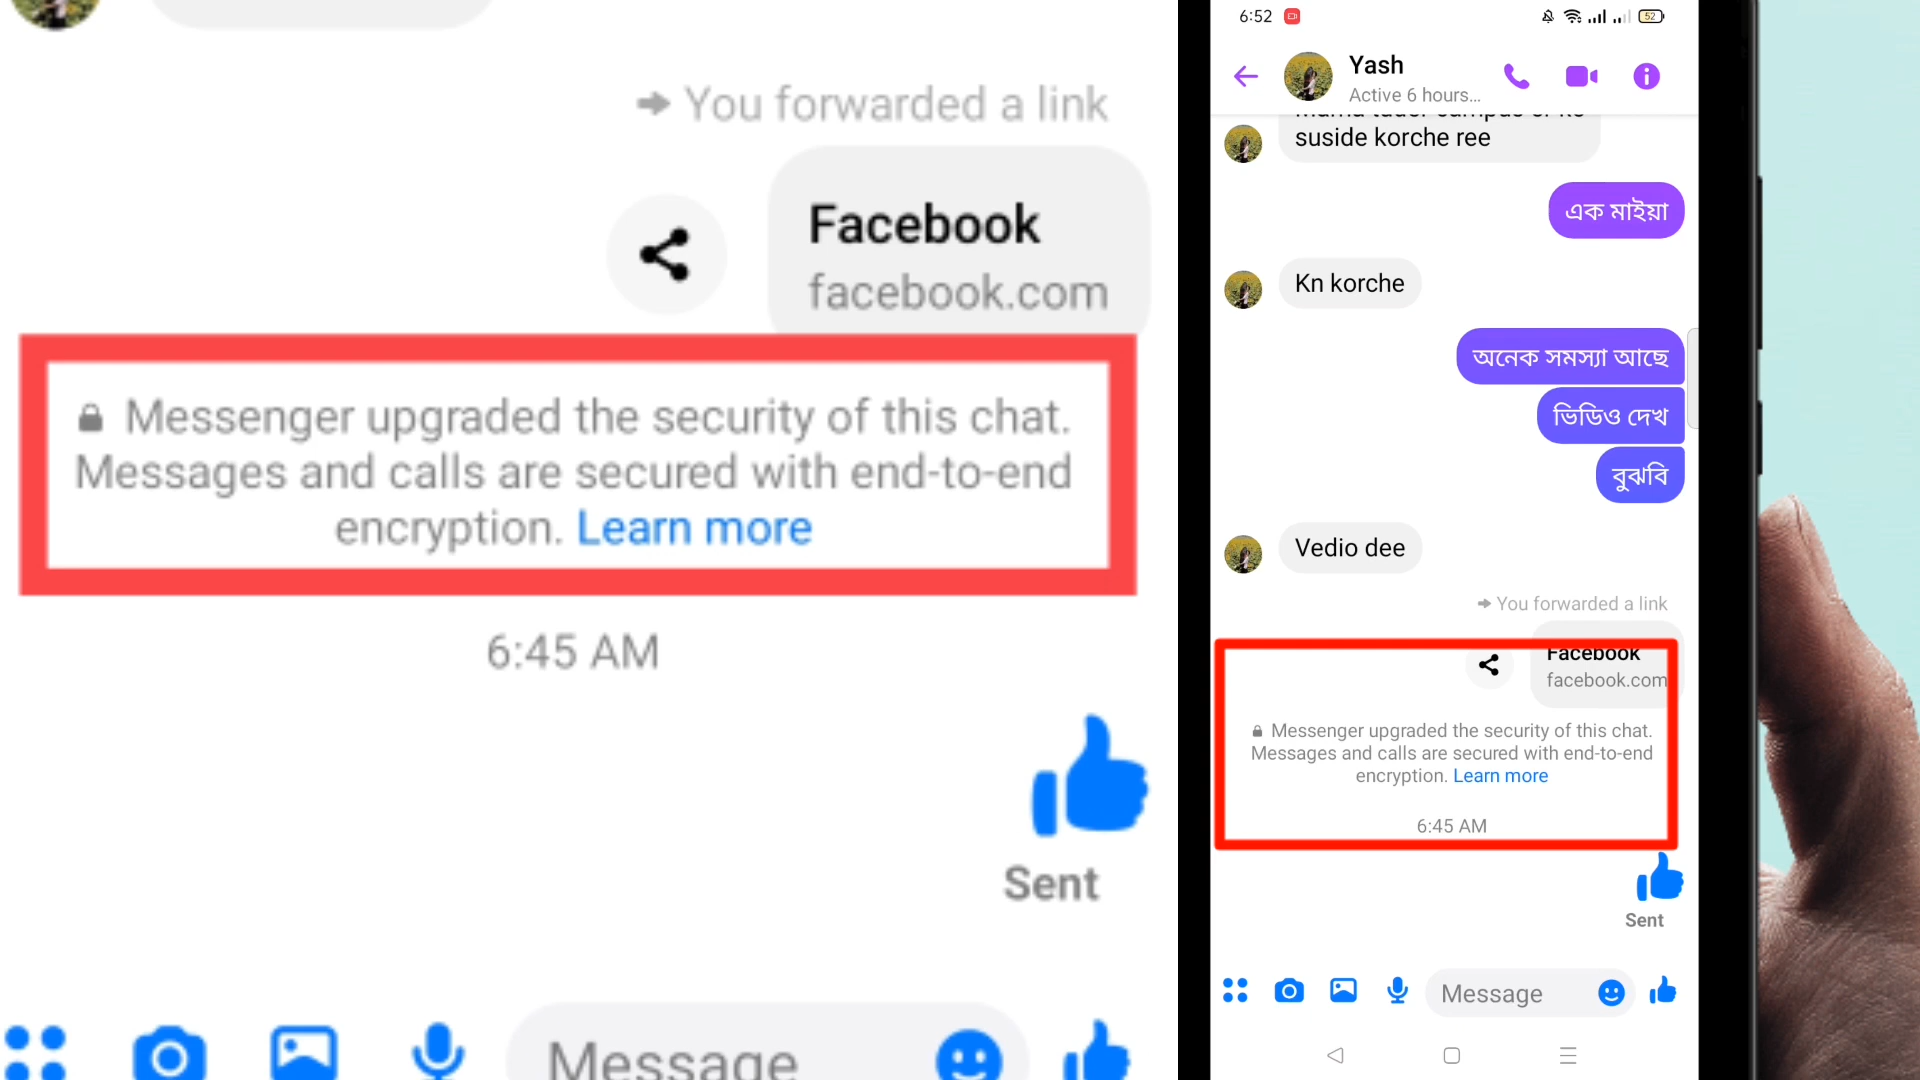 You forwarded a link
Facebook
facebook.com
Messenger upgraded the security of this chat.
Messages and calls are secured with end-to-end
encryption. Learn more
6:45 AM
Sent
Message
6:52
52
Yash
Active 6 hours...
suside korche ree
এক মাইয়া
Kn korche
অনেক সমস্যা আছে
ভিডিও দেখ
বুঝবি
Vedio dee
You forwarded a link
Facebook
facebook.com
Messenger upgraded the security of this chat.
Messages and calls are secured with end-to-end
encryption. Learn more
6:45 AM
Sent
Message